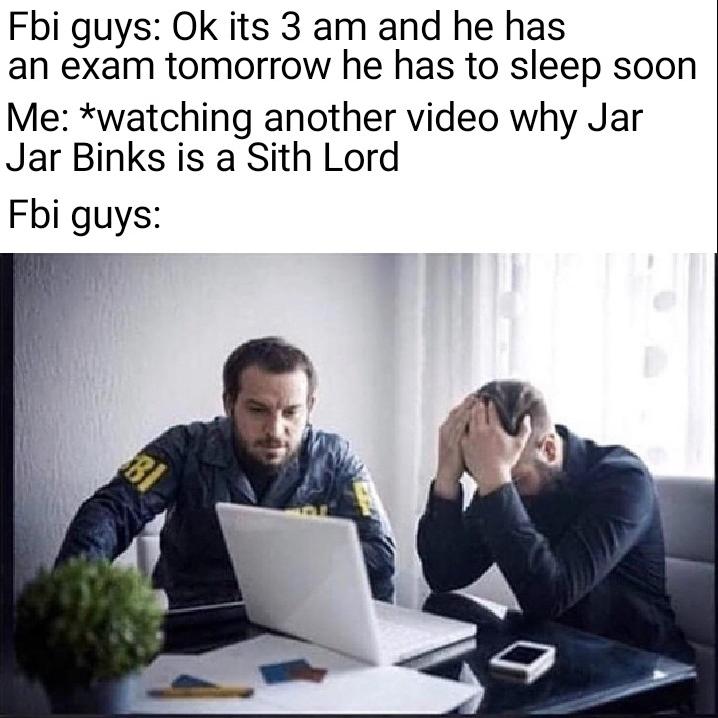 Fbi guys: Ok its 3 am and he has
an exam tomorrow he has to sleep soon
Me: *watching another video why Jar
Jar Binks is a Sith Lord
Fbi guys:
BI
F